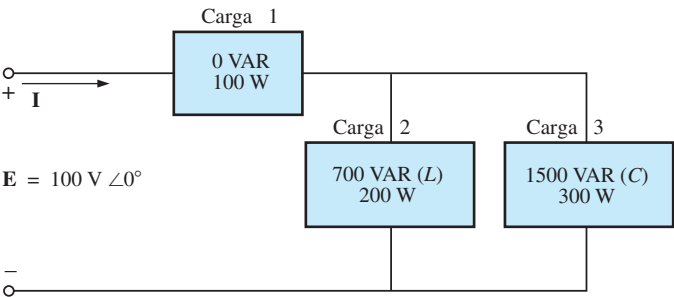 Carga 1
0 VAR
100 W
+
I
Carga 2
Carga 3
700 VAR (L)
200 W
1500 VAR (C)
300 W
E = 100 V ∠0°
−